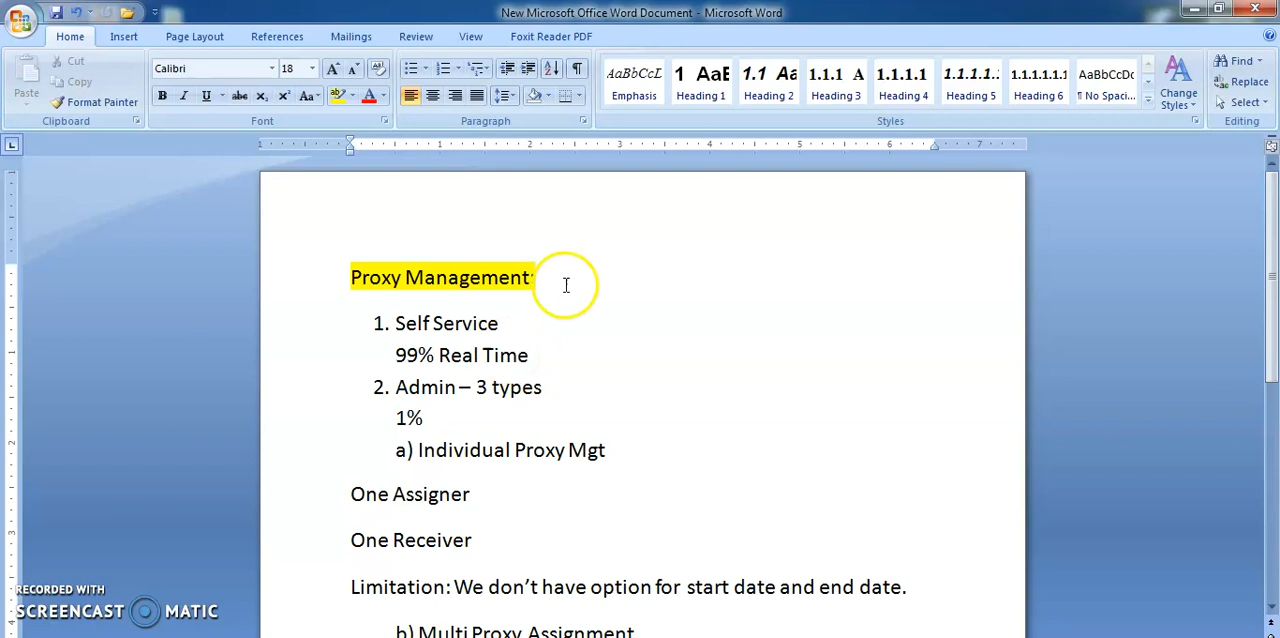 New Microsoft Office Word Document - Microsoft Word
Home Insert Page Layout References Mailings Review View Foxit Reader PDF
Cut
Copy
Paste
Format Painter
Clipboard
Calibri 18
Font
Paragraph
AaBbCcL 1 AaB 1.1 Aa 1.1.1 A 1.1.1.1 1.1.1.1. 1.1.1.1.1 AaBbCcDc
Emphasis Heading 1 Heading 2 Heading 3 Heading 4 Heading 5 Heading 6 ¶ No Spaci...
Change Styles
Styles
Find
Replace
Select
Editing
Proxy Management:
1. Self Service
99% Real Time
2. Admin – 3 types
1%
a) Individual Proxy Mgt
One Assigner
One Receiver
Limitation: We don't have option for start date and end date.
b) Multi Proxy Assignment
RECORDED WITH
SCREENCAST MATIC